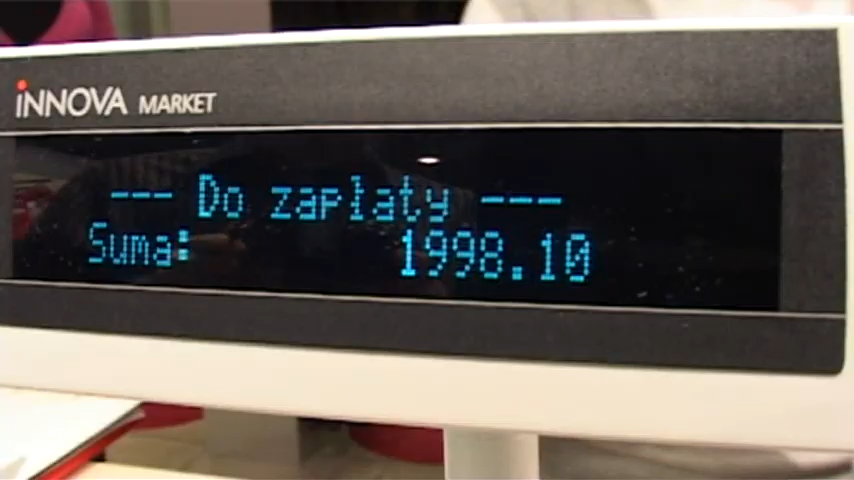 iNNOVA MARKET
--- Do zapłaty ---
Suma: 1998.10